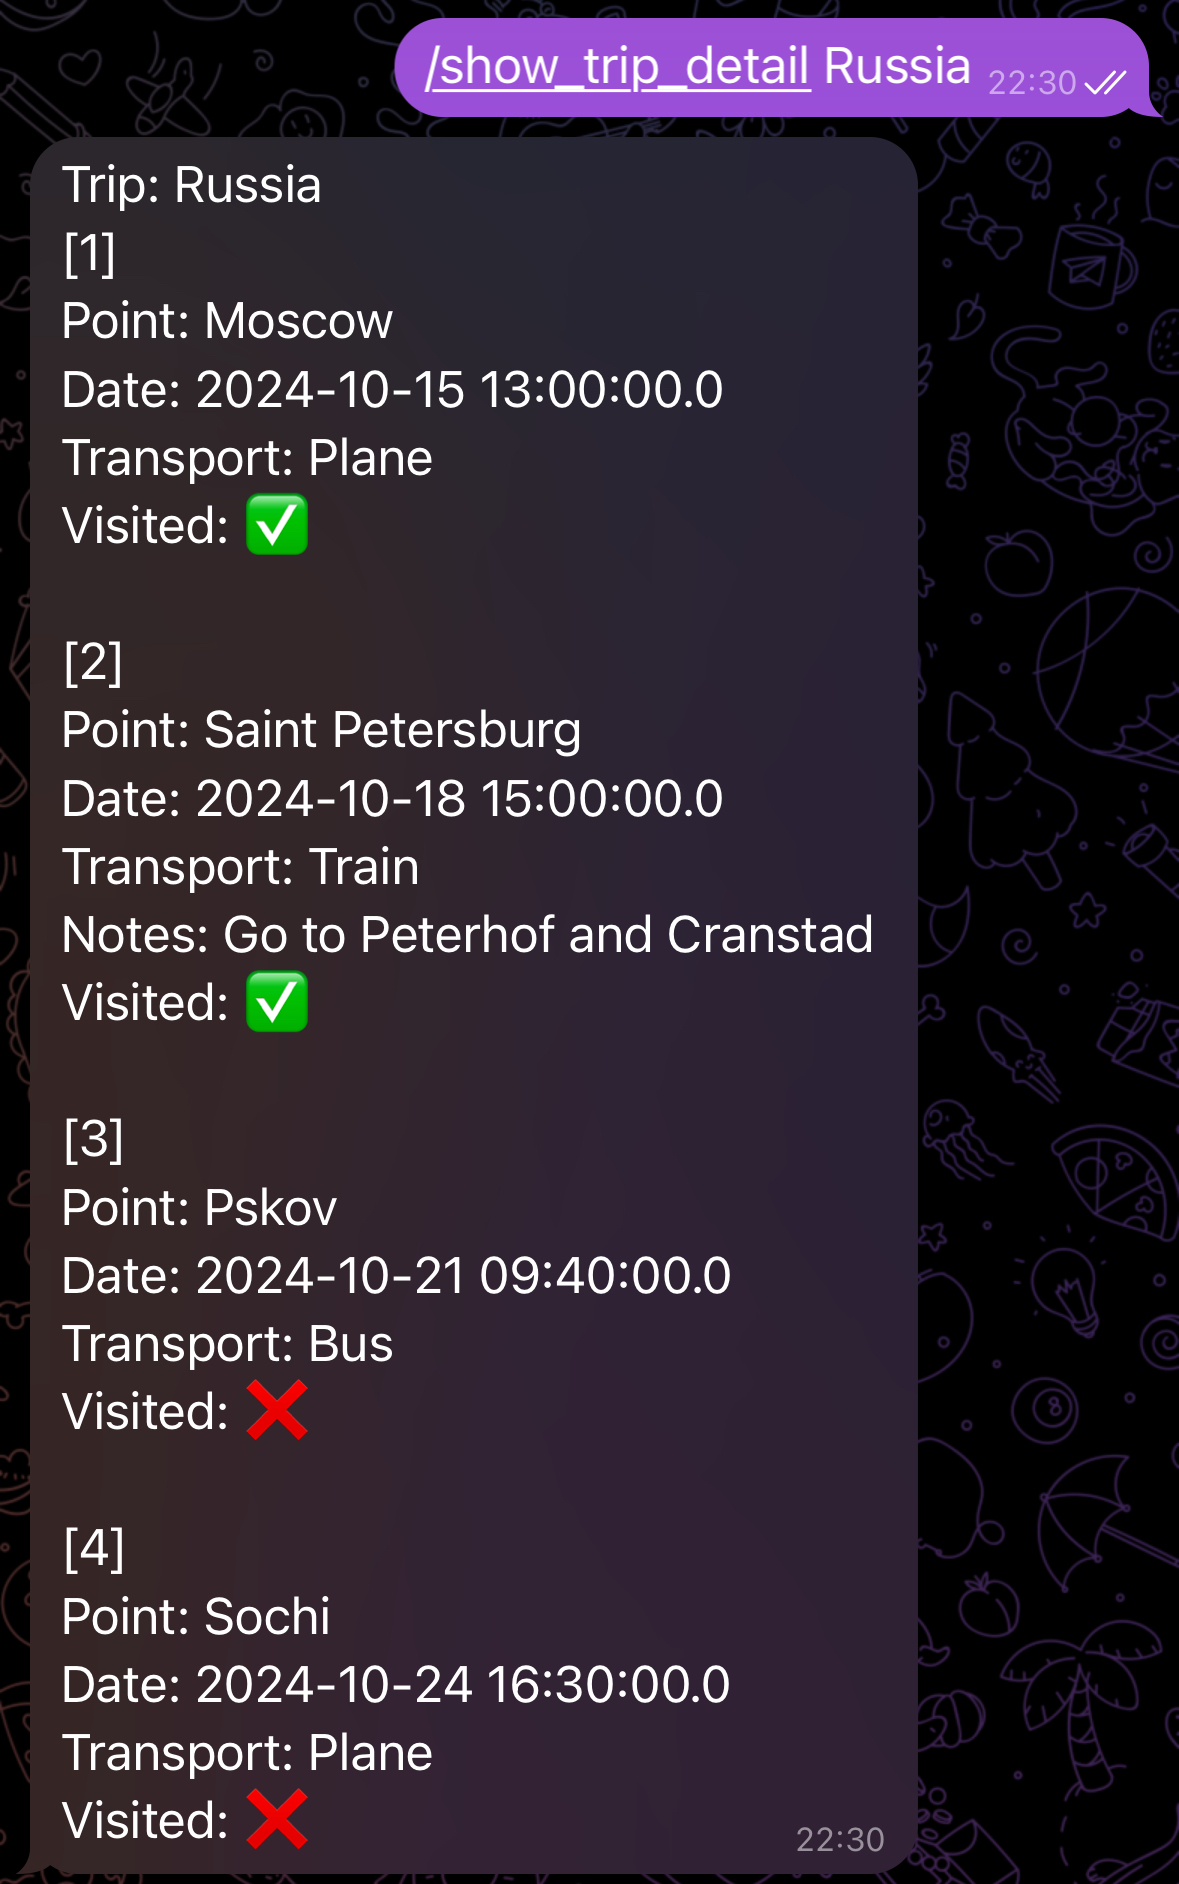 /show_trip_detail Russia 22:30
Trip: Russia
[1]
Point: Moscow
Date: 2024-10-15 13:00:00.0
Transport: Plane
Visited: ✅
[2]
Point: Saint Petersburg
Date: 2024-10-18 15:00:00.0
Transport: Train
Notes: Go to Peterhof and Cranstad
Visited: ✅
[3]
Point: Pskov
Date: 2024-10-21 09:40:00.0
Transport: Bus
Visited: ❌
[4]
Point: Sochi
Date: 2024-10-24 16:30:00.0
Transport: Plane
Visited: ❌
22:30